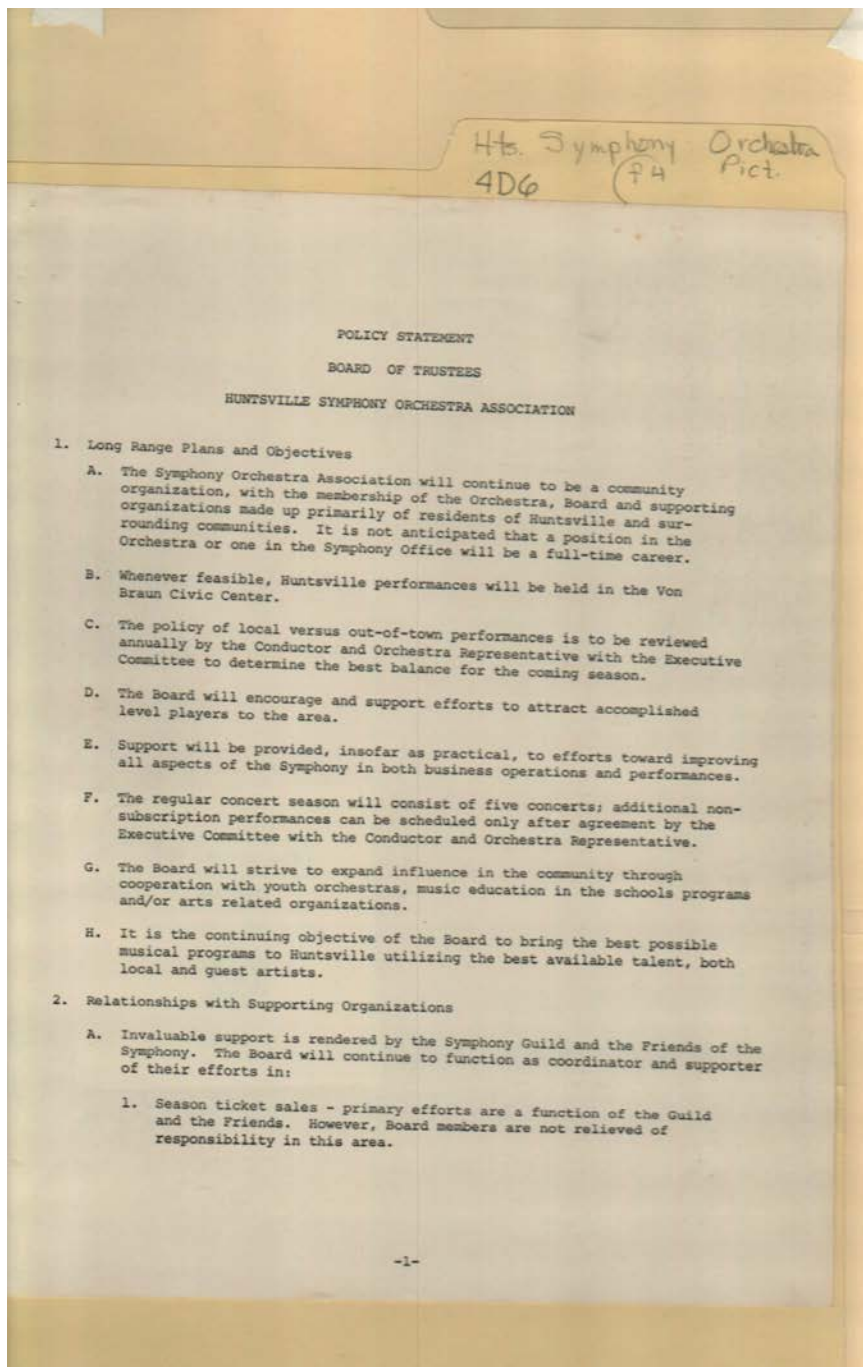 Hts. Symphony Orchestra
4D6 f4 Pict.
POLICY STATEMENT
BOARD OF TRUSTEES
HUNTSVILLE SYMPHONY ORCHESTRA ASSOCIATION
1. Long Range Plans and Objectives
A. The Symphony Orchestra Association will continue to be a community
organization, with the membership of the Orchestra, Board and supporting
organizations made up primarily of residents of Huntsville and sur-
rounding communities. It is not anticipated that a position in the
Orchestra or one in the Symphony Office will be a full-time career.
B. Whenever feasible, Huntsville performances will be held in the Von
Braun Civic Center.
C. The policy of local versus out-of-town performances is to be reviewed
annually by the Conductor and Orchestra Representative with the Executive
Committee to determine the best balance for the coming season.
D. The Board will encourage and support efforts to attract accomplished
level players to the area.
E. Support will be provided, insofar as practical, to efforts toward improving
all aspects of the Symphony in both business operations and performances.
F. The regular concert season will consist of five concerts; additional non-
subscription performances can be scheduled only after agreement by the
Executive Committee with the Conductor and Orchestra Representative.
G. The Board will strive to expand influence in the community through
cooperation with youth orchestras, music education in the schools programs
and/or arts related organizations.
H. It is the continuing objective of the Board to bring the best possible
musical programs to Huntsville utilizing the best available talent, both
local and guest artists.
2. Relationships with Supporting Organizations
A. Invaluable support is rendered by the Symphony Guild and the Friends of the
Symphony. The Board will continue to function as coordinator and supporter
of their efforts in:
1. Season ticket sales - primary efforts are a function of the Guild
and the Friends. However, Board members are not relieved of
responsibility in this area.
-1-